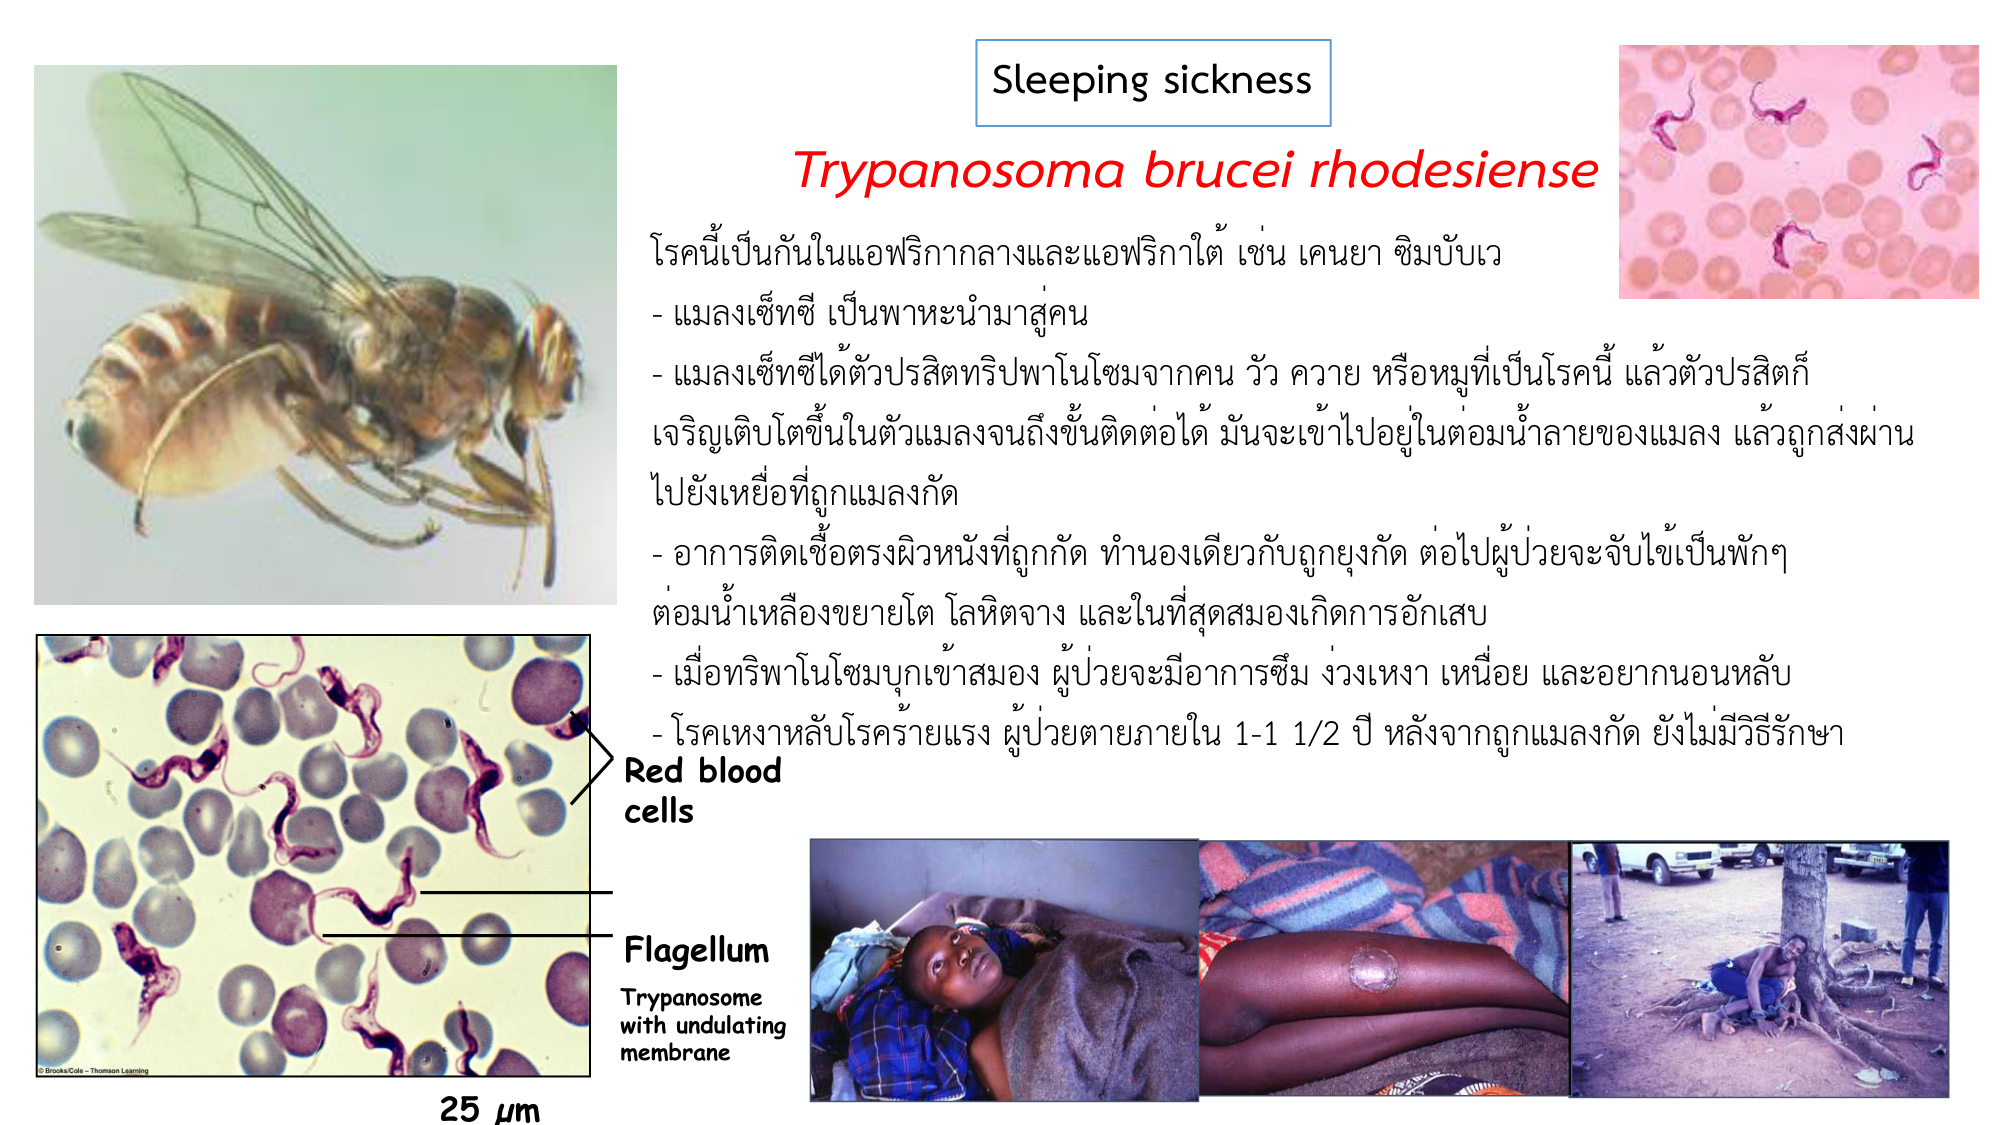 Sleeping sickness
Trypanosoma brucei rhodesiense
โรคนี้เป็นกันในแอฟริกากลางและแอฟริกาใต้ เช่น เคนยา ซิมบับเว
- แมลงเซ็ทซี เป็นพาหะนำมาสู่คน
- แมลงเซ็ทซีได้ตัวปรสิตทริปพาโนโซมจากคน วัว ควาย หรือหมูที่เป็นโรคนี้ แล้วตัวปรสิตก็
เจริญเติบโตขึ้นในตัวแมลงจนถึงขั้นติดต่อได้ มันจะเข้าไปอยู่ในต่อมน้ำลายของแมลง แล้วถูกส่งผ่าน
ไปยังเหยื่อที่ถูกแมลงกัด
- อาการติดเชื้อตรงผิวหนังที่ถูกกัด ทำนองเดียวกับถูกยุงกัด ต่อไปผู้ป่วยจะจับไข้เป็นพักๆ
ต่อมน้ำเหลืองขยายโต โลหิตจาง และในที่สุดสมองเกิดการอักเสบ
- เมื่อทริพาโนโซมบุกเข้าสมอง ผู้ป่วยจะมีอาการซึม ง่วงเหงา เหนื่อย และอยากนอนหลับ
- โรคเหงาหลับโรคร้ายแรง ผู้ป่วยตายภายใน 1-1 1/2 ปี หลังจากถูกแมลงกัด ยังไม่มีวิธีรักษา
Red blood
cells
Flagellum
Trypanosome
with undulating
membrane
© Brooks/Cole – Thomson Learning
25 µm